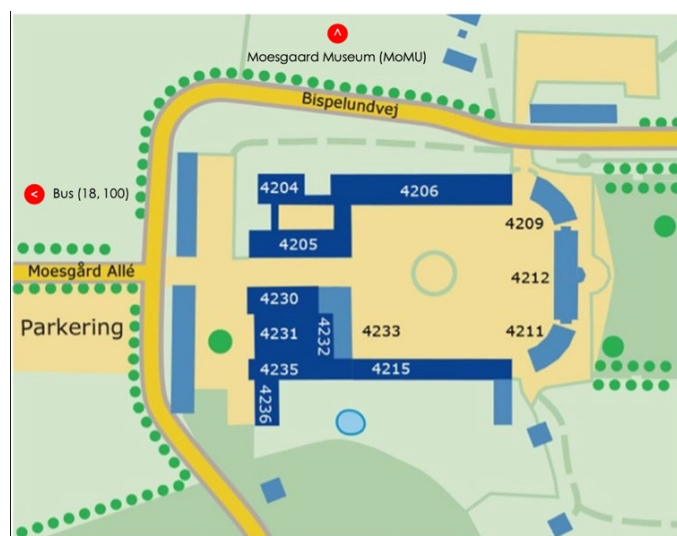 Moesgaard Museum (MoMU)
Bispelundvej
Bus (18, 100)
4204
4206
4205
4209
Moesgård Allé
4212
4230
Parkering
4231
4232
4233
4211
4235
4215
4236